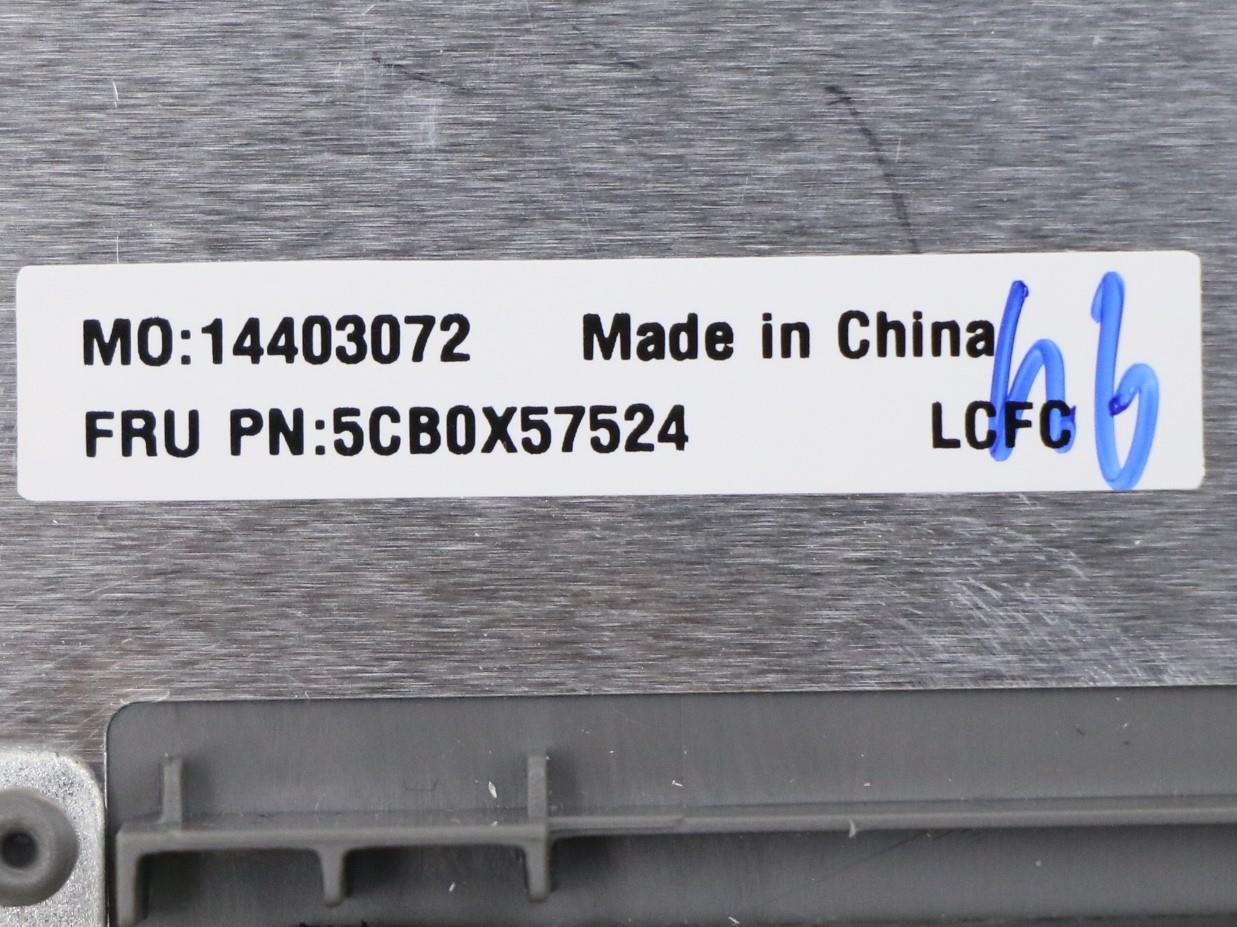 MO:14403072 Made in China
FRU PN:5CB0X57524 LCFC